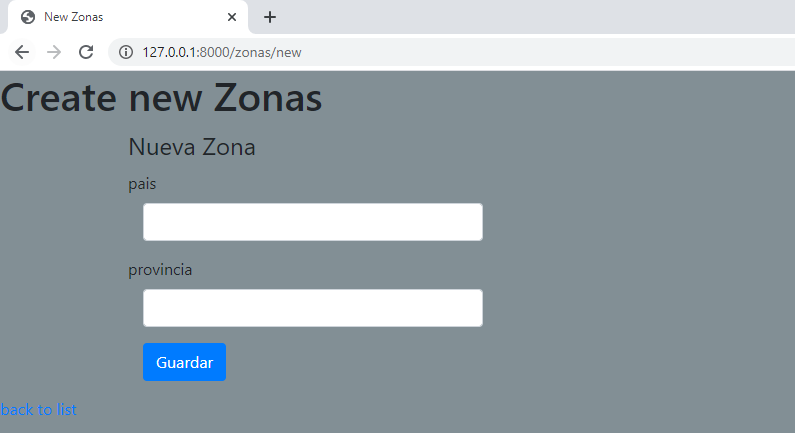 New Zonas
127.0.0.1:8000/zonas/new
Create new Zonas
Nueva Zona
pais
provincia
Guardar
back to list